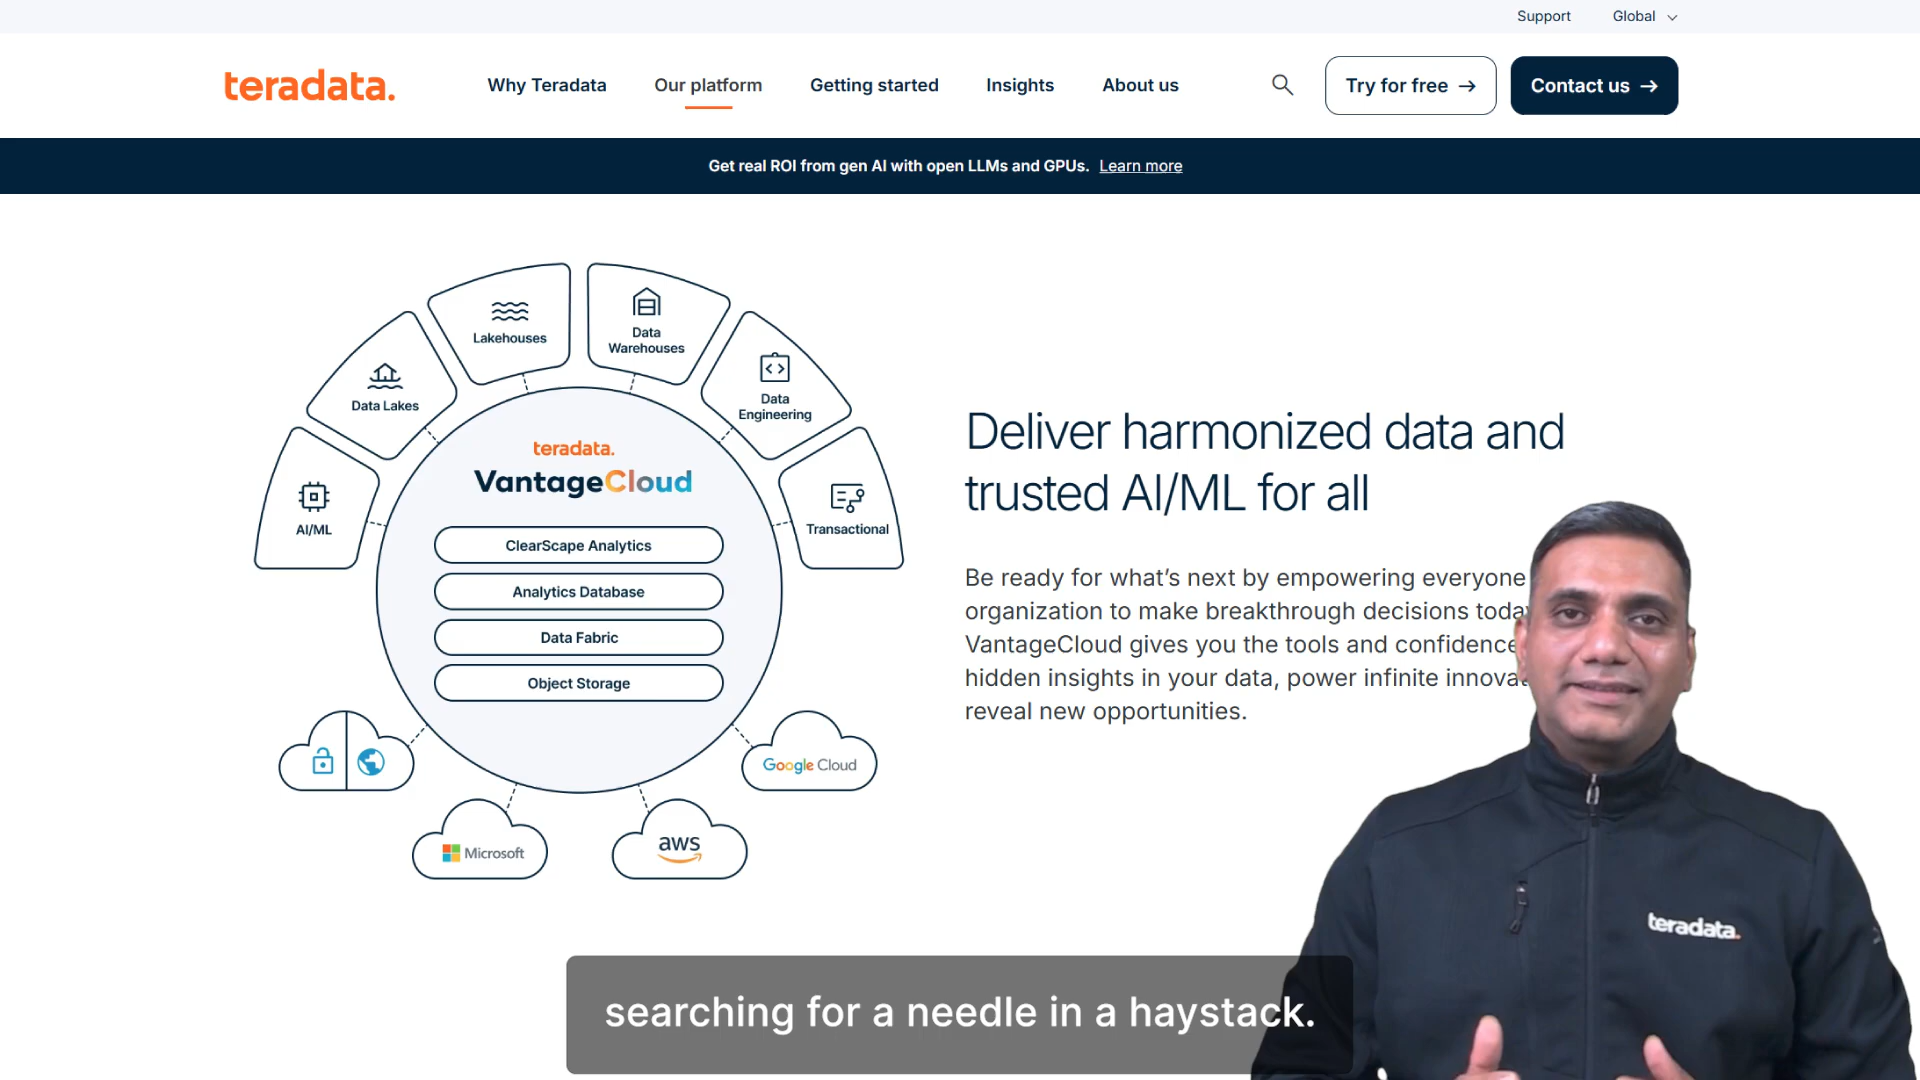 Support
Global
teradata.
Why Teradata
Our platform
Getting started
Insights
About us
Try for free →
Contact us →
Get real ROI from gen AI with open LLMs and GPUs. Learn more
Lakehouses
Data
Warehouses
Data Lakes
Data
Engineering
AI/ML
Transactional
teradata.
VantageCloud
ClearScape Analytics
Analytics Database
Data Fabric
Object Storage
Google Cloud
Microsoft
aws
Deliver harmonized data and
trusted AI/ML for all
Be ready for what’s next by empowering everyone
organization to make breakthrough decisions
VantageCloud gives you the tools and confidence
hidden insights in your data, power infinite
reveal new opportunities.
teradata.
searching for a needle in a haystack.